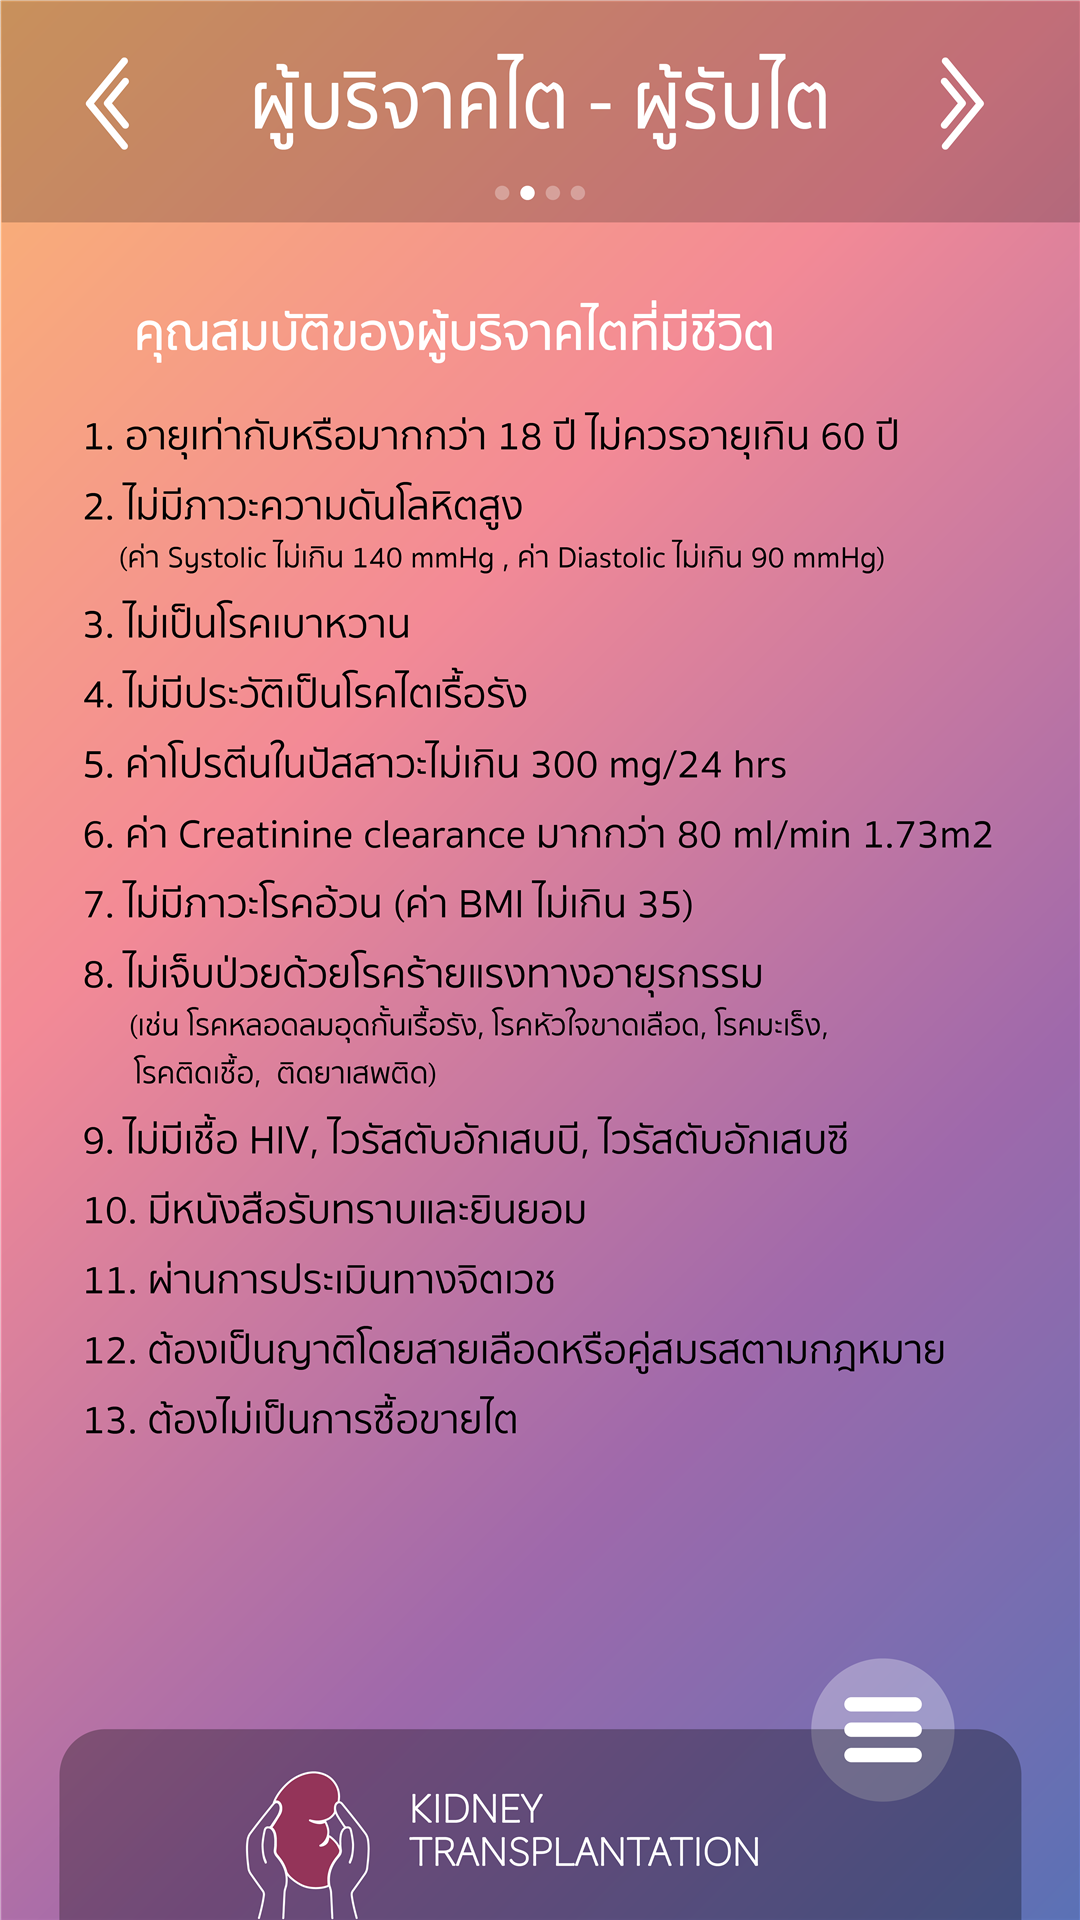 ผู้บริจาคไต - ผู้รับไต
คุณสมบัติของผู้บริจาคไตที่มีชีวิต
1. อายุเท่ากับหรือมากกว่า 18 ปี ไม่ควรอายุเกิน 60 ปี
2. ไม่มีภาวะความดันโลหิตสูง
(ค่า Systolic ไม่เกิน 140 mmHg , ค่า Diastolic ไม่เกิน 90 mmHg)
3. ไม่เป็นโรคเบาหวาน
4. ไม่มีประวัติเป็นโรคไตเรื้อรัง
5. ค่าโปรตีนในปัสสาวะไม่เกิน 300 mg/24 hrs
6. ค่า Creatinine clearance มากกว่า 80 ml/min 1.73m2
7. ไม่มีภาวะโรคอ้วน (ค่า BMI ไม่เกิน 35)
8. ไม่เจ็บป่วยด้วยโรคร้ายแรงทางอายุรกรรม
(เช่น โรคหลอดลมอุดกั้นเรื้อรัง, โรคหัวใจขาดเลือด, โรคมะเร็ง,
โรคติดเชื้อ, ติดยาเสพติด)
9. ไม่มีเชื้อ HIV, ไวรัสตับอักเสบบี, ไวรัสตับอักเสบซี
10. มีหนังสือรับทราบและยินยอม
11. ผ่านการประเมินทางจิตเวช
12. ต้องเป็นญาติโดยสายเลือดหรือคู่สมรสตามกฎหมาย
13. ต้องไม่เป็นการซื้อขายไต
KIDNEY
TRANSPLANTATION